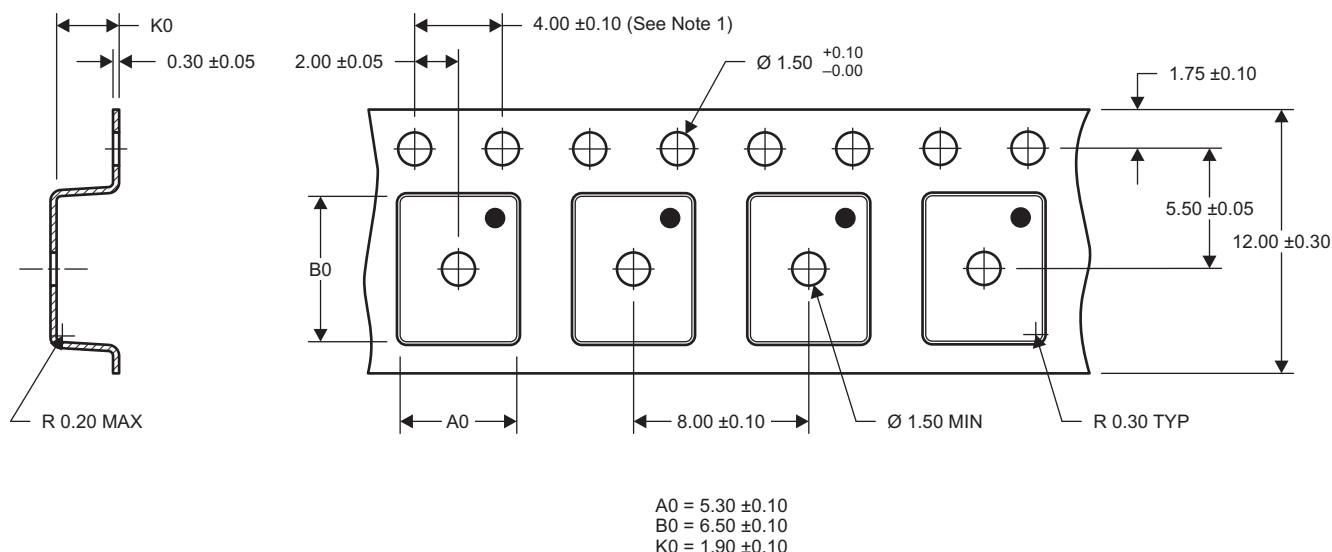 K0
4.00 ±0.10 (See Note 1)
0.30 ±0.05
2.00 ±0.05
Ø 1.50 +0.10 –0.00
1.75 ±0.10
B0
5.50 ±0.05
12.00 ±0.30
R 0.20 MAX
A0
8.00 ±0.10
Ø 1.50 MIN
R 0.30 TYP
A0 = 5.30 ±0.10
B0 = 6.50 ±0.10
K0 = 1.90 ±0.10